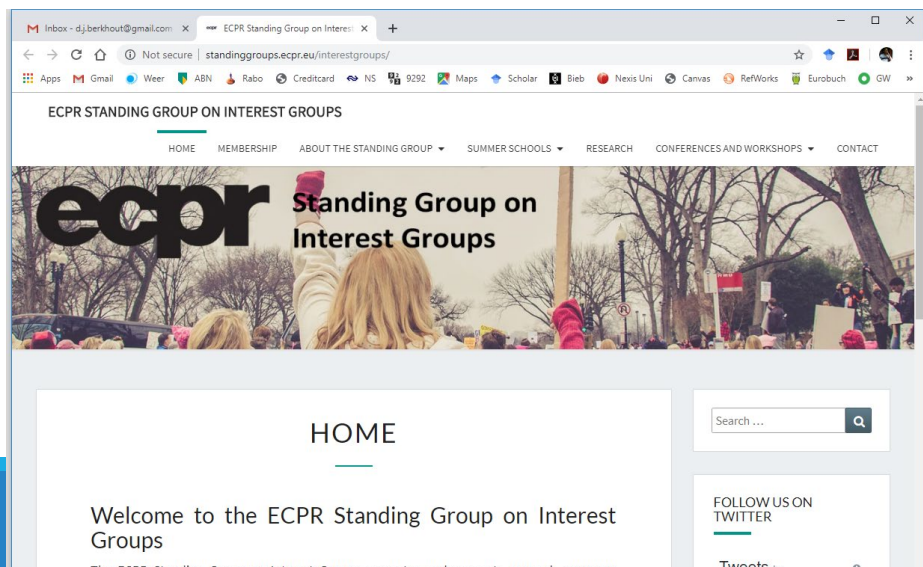 Inbox - d.j.berkhout@gmail.com
ECPR Standing Group on Interes
Not secure | standinggroups.ecpr.eu/interestgroups/
Apps Gmail Weer ABN Rabo Creditcard NS 9292 Maps Scholar Bieb Nexis Uni Canvas RefWorks Eurobuch GW »
ECPR STANDING GROUP ON INTEREST GROUPS
HOME MEMBERSHIP ABOUT THE STANDING GROUP SUMMER SCHOOLS RESEARCH CONFERENCES AND WORKSHOPS CONTACT
ecpr
Standing Group on
Interest Groups
HOME
Search ...
Welcome to the ECPR Standing Group on Interest
Groups
FOLLOW US ON
TWITTER
Tweets